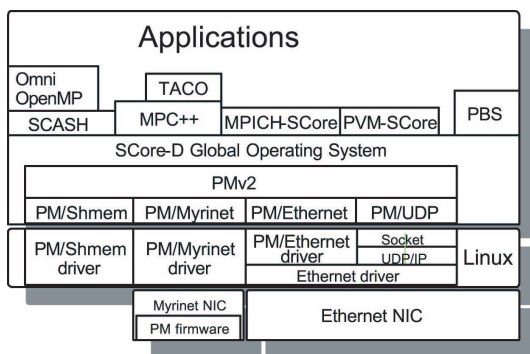 Applications
Omni
OpenMP
TACO
SCASH
MPC++
MPICH-SCore
PVM-SCore
PBS
SCore-D Global Operating System
PMv2
PM/Shmem
PM/Myrinet
PM/Ethernet
PM/UDP
PM/Shmem
driver
PM/Myrinet
driver
PM/Ethernet
driver
Socket
UDP/IP
Ethernet driver
Linux
Myrinet NIC
PM firmware
Ethernet NIC